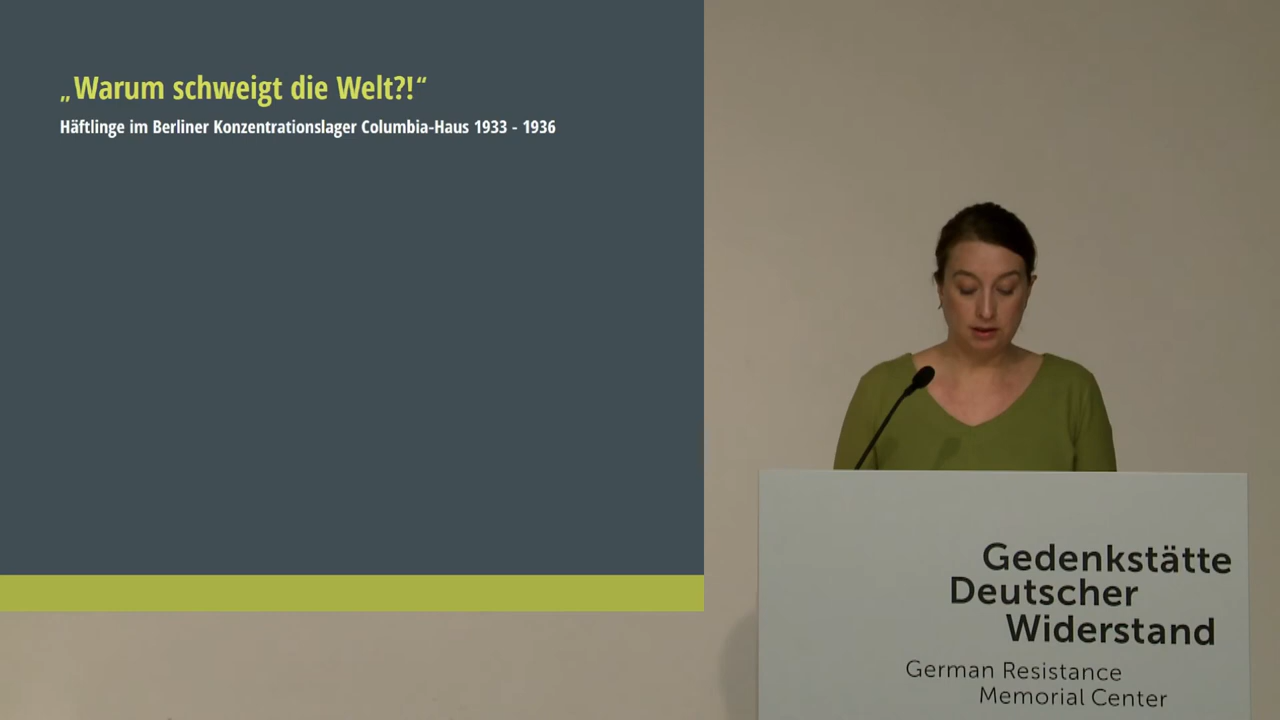 „Warum schweigt die Welt?!“
Häftlinge im Berliner Konzentrationslager Columbia-Haus 1933 - 1936
Gedenkstätte
Deutscher
Widerstand
German Resistance
Memorial Center